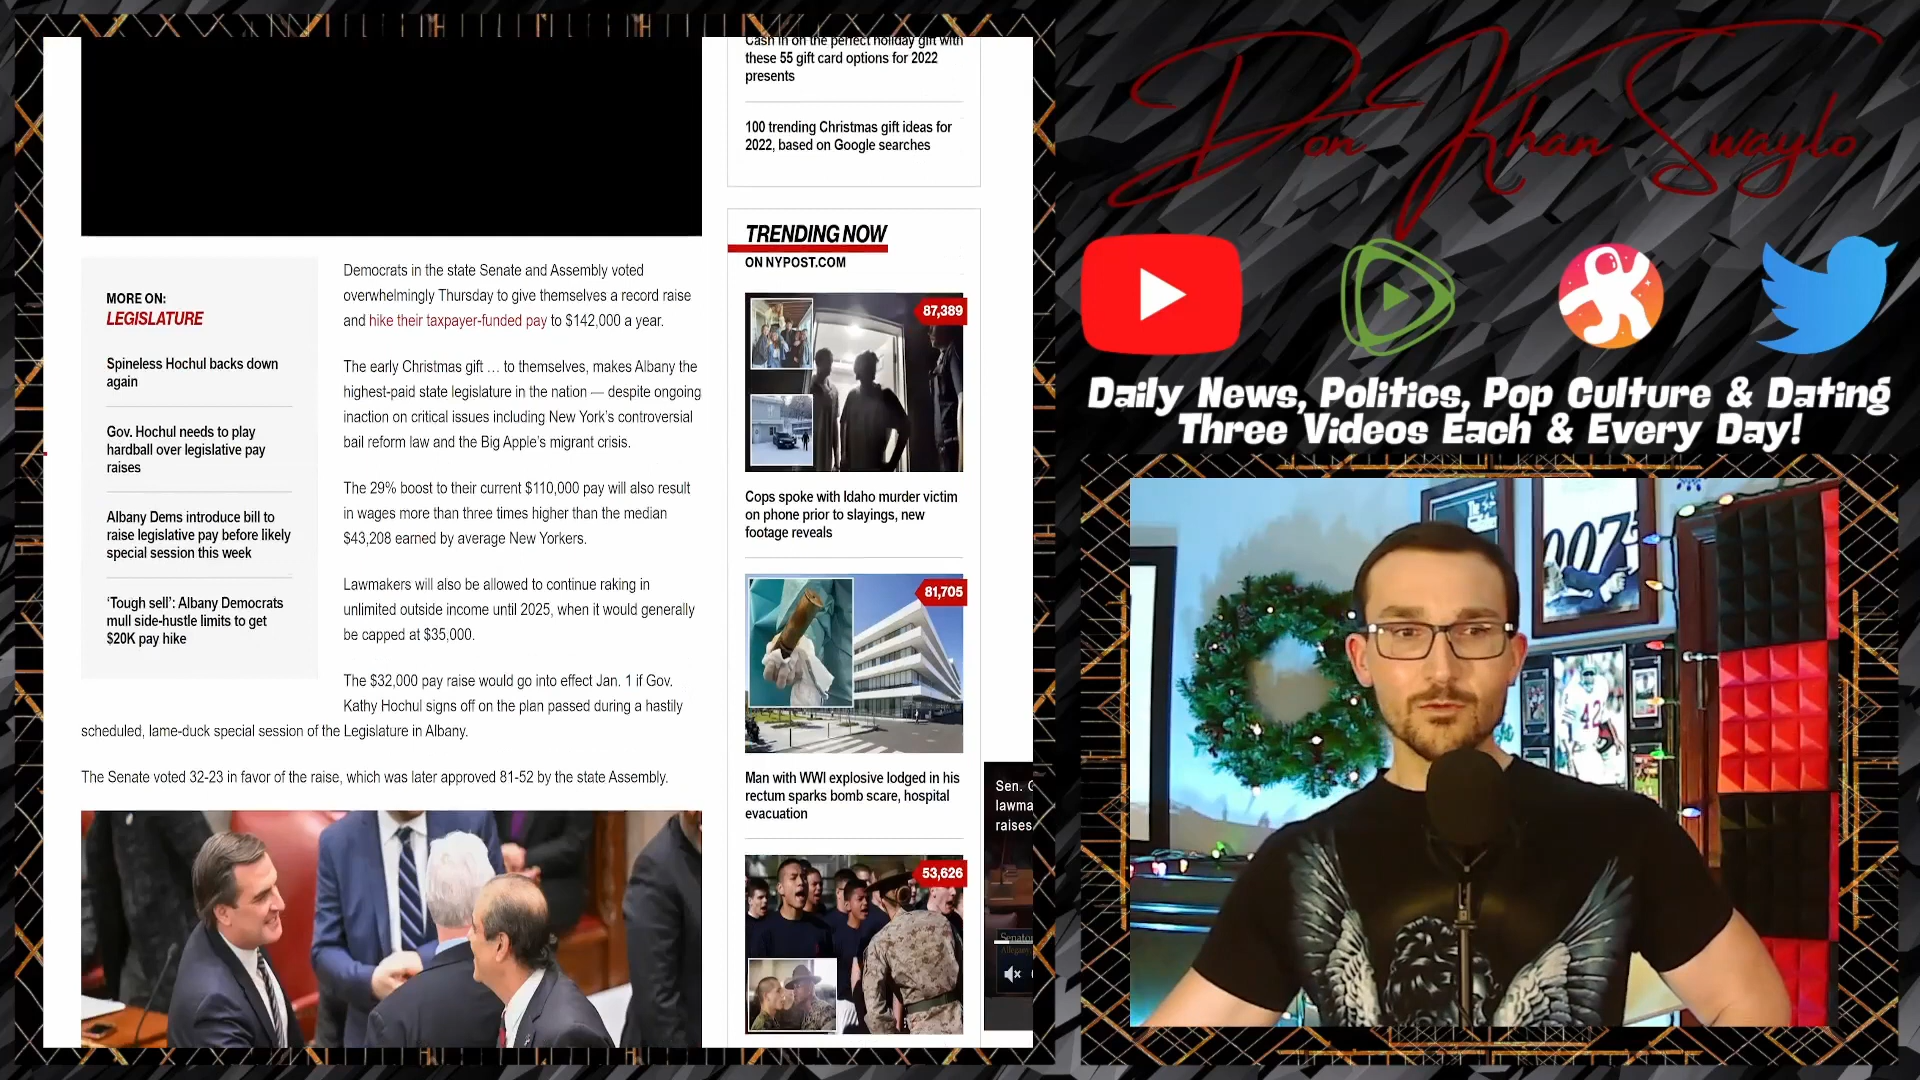 Cash in on the perfect holiday gift with
these 55 gift card options for 2022
presents
100 trending Christmas gift ideas for
2022, based on Google searches
TRENDING NOW
ON NYPOST.COM
87,389
Cops spoke with Idaho murder victim
on phone prior to slayings, new
footage reveals
81,705
Man with WWI explosive lodged in his
rectum sparks bomb scare, hospital
evacuation
53,626
MORE ON:
LEGISLATURE
Spineless Hochul backs down
again
Gov. Hochul needs to play
hardball over legislative pay
raises
Albany Dems introduce bill to
raise legislative pay before likely
special session this week
‘Tough sell’: Albany Democrats
mull side-hustle limits to get
$20K pay hike
Democrats in the state Senate and Assembly voted
overwhelmingly Thursday to give themselves a record raise
and hike their taxpayer-funded pay to $142,000 a year.
The early Christmas gift … to themselves, makes Albany the
highest-paid state legislature in the nation — despite ongoing
inaction on critical issues including New York’s controversial
bail reform law and the Big Apple’s migrant crisis.
The 29% boost to their current $110,000 pay will also result
in wages more than three times higher than the median
$43,208 earned by average New Yorkers.
Lawmakers will also be allowed to continue raking in
unlimited outside income until 2025, when it would generally
be capped at $35,000.
The $32,000 pay raise would go into effect Jan. 1 if Gov.
Kathy Hochul signs off on the plan passed during a hastily
scheduled, lame-duck special session of the Legislature in Albany.
The Senate voted 32-23 in favor of the raise, which was later approved 81-52 by the state Assembly.
Sen.
lawma
raises
Senato
Don Khan Swaylo
Daily News, Politics, Pop Culture & Dating
Three Videos Each & Every Day!
007
42